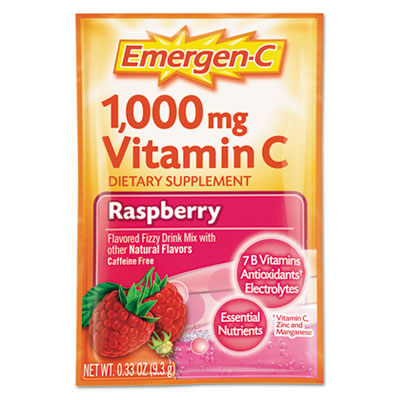 Emergen-C®
1,000 mg
Vitamin C
DIETARY SUPPLEMENT
Raspberry
Flavored Fizzy Drink Mix with
other Natural Flavors
Caffeine Free
7 B Vitamins
Antioxidants†
Electrolytes
Essential
Nutrients
†Vitamin C,
Zinc and
Manganese
NET WT. 0.33 OZ (9.3 g)